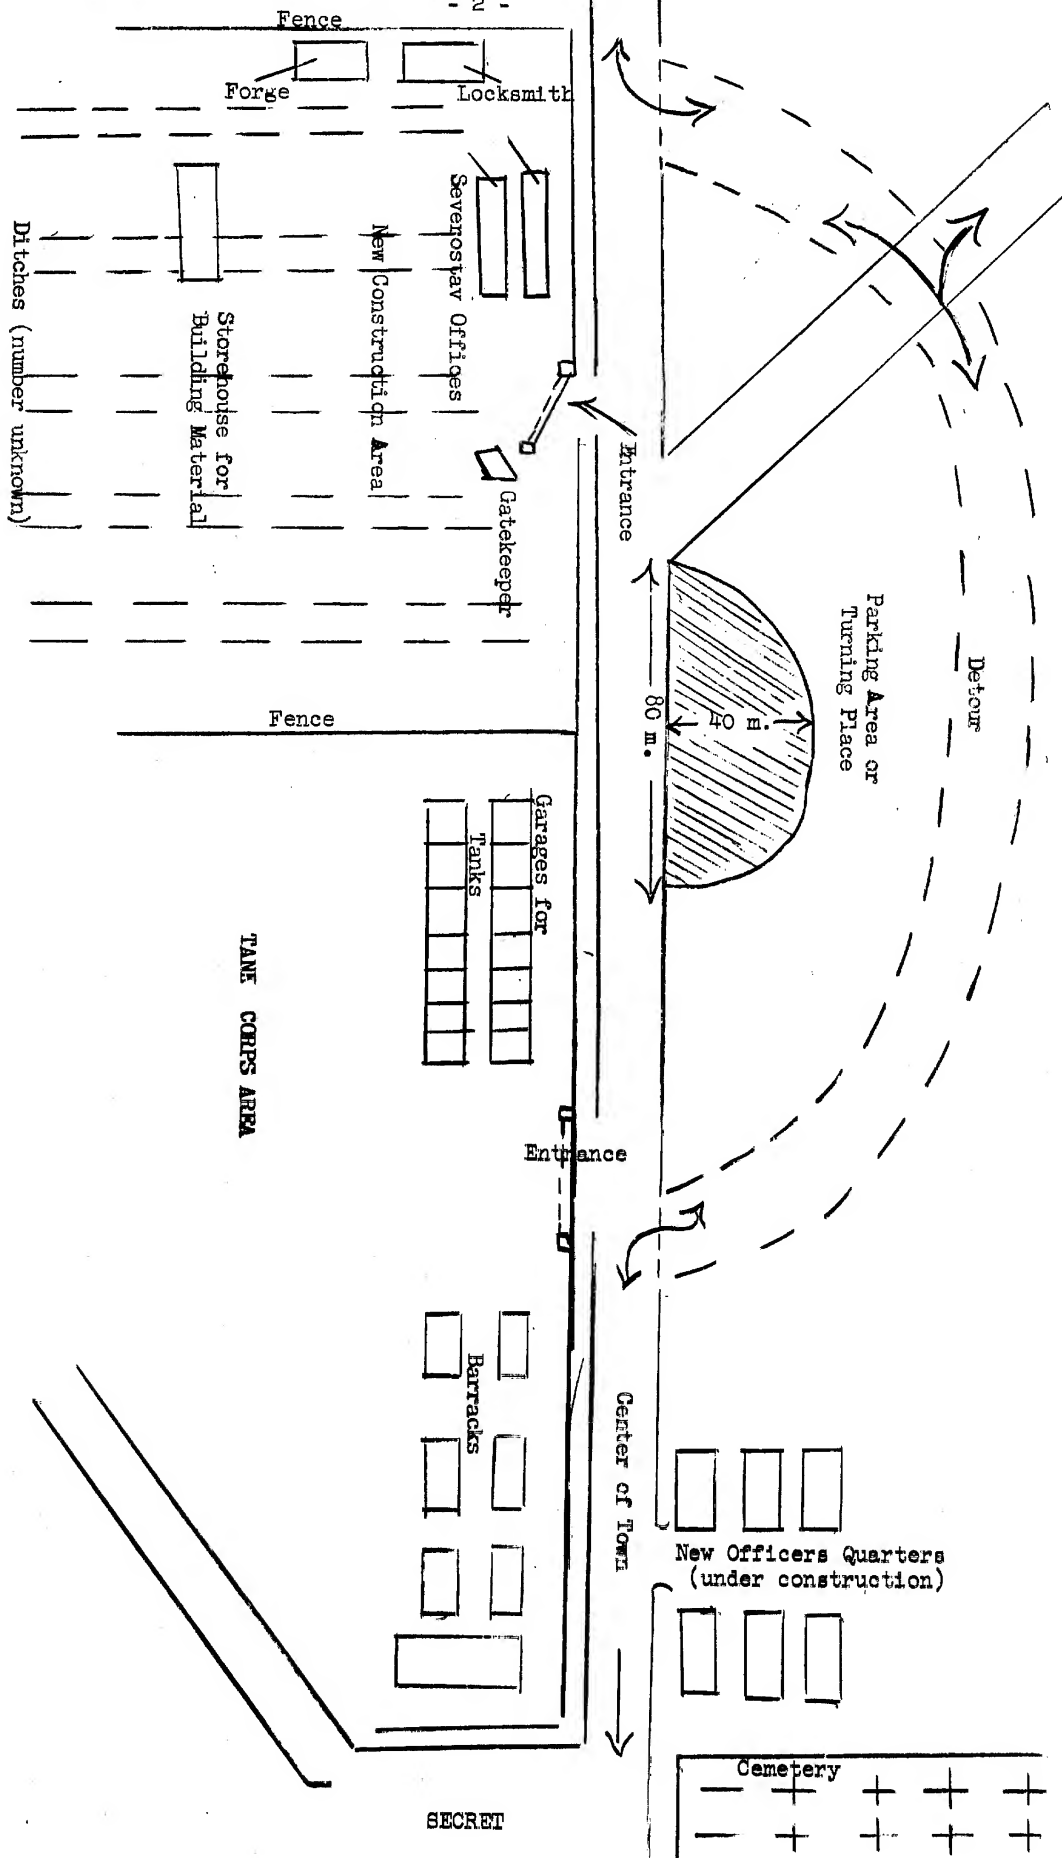 - 2 -
Fence
Forge
Locksmith
Severostav Offices
New Construction Area
Storehouse for
Building Material
Ditches (number unknown)
Entrance
Gatekeeper
Parking Area or
Turning Place
Detour
40 m.
80 m.
Fence
Garages for
Tanks
TANK CORPS AREA
Entrance
Barracks
Center of Town
New Officers Quarters
(under construction)
Cemetery
SECRET